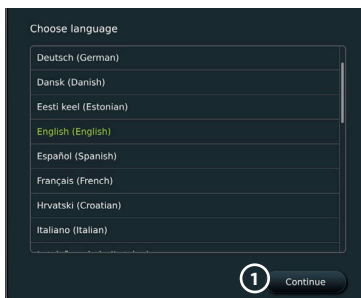 Choose language
Deutsch (German)
Dansk (Danish)
Eesti keel (Estonian)
English (English)
Español (Spanish)
Français (French)
Hrvatski (Croatian)
Italiano (Italian)
1 Continue